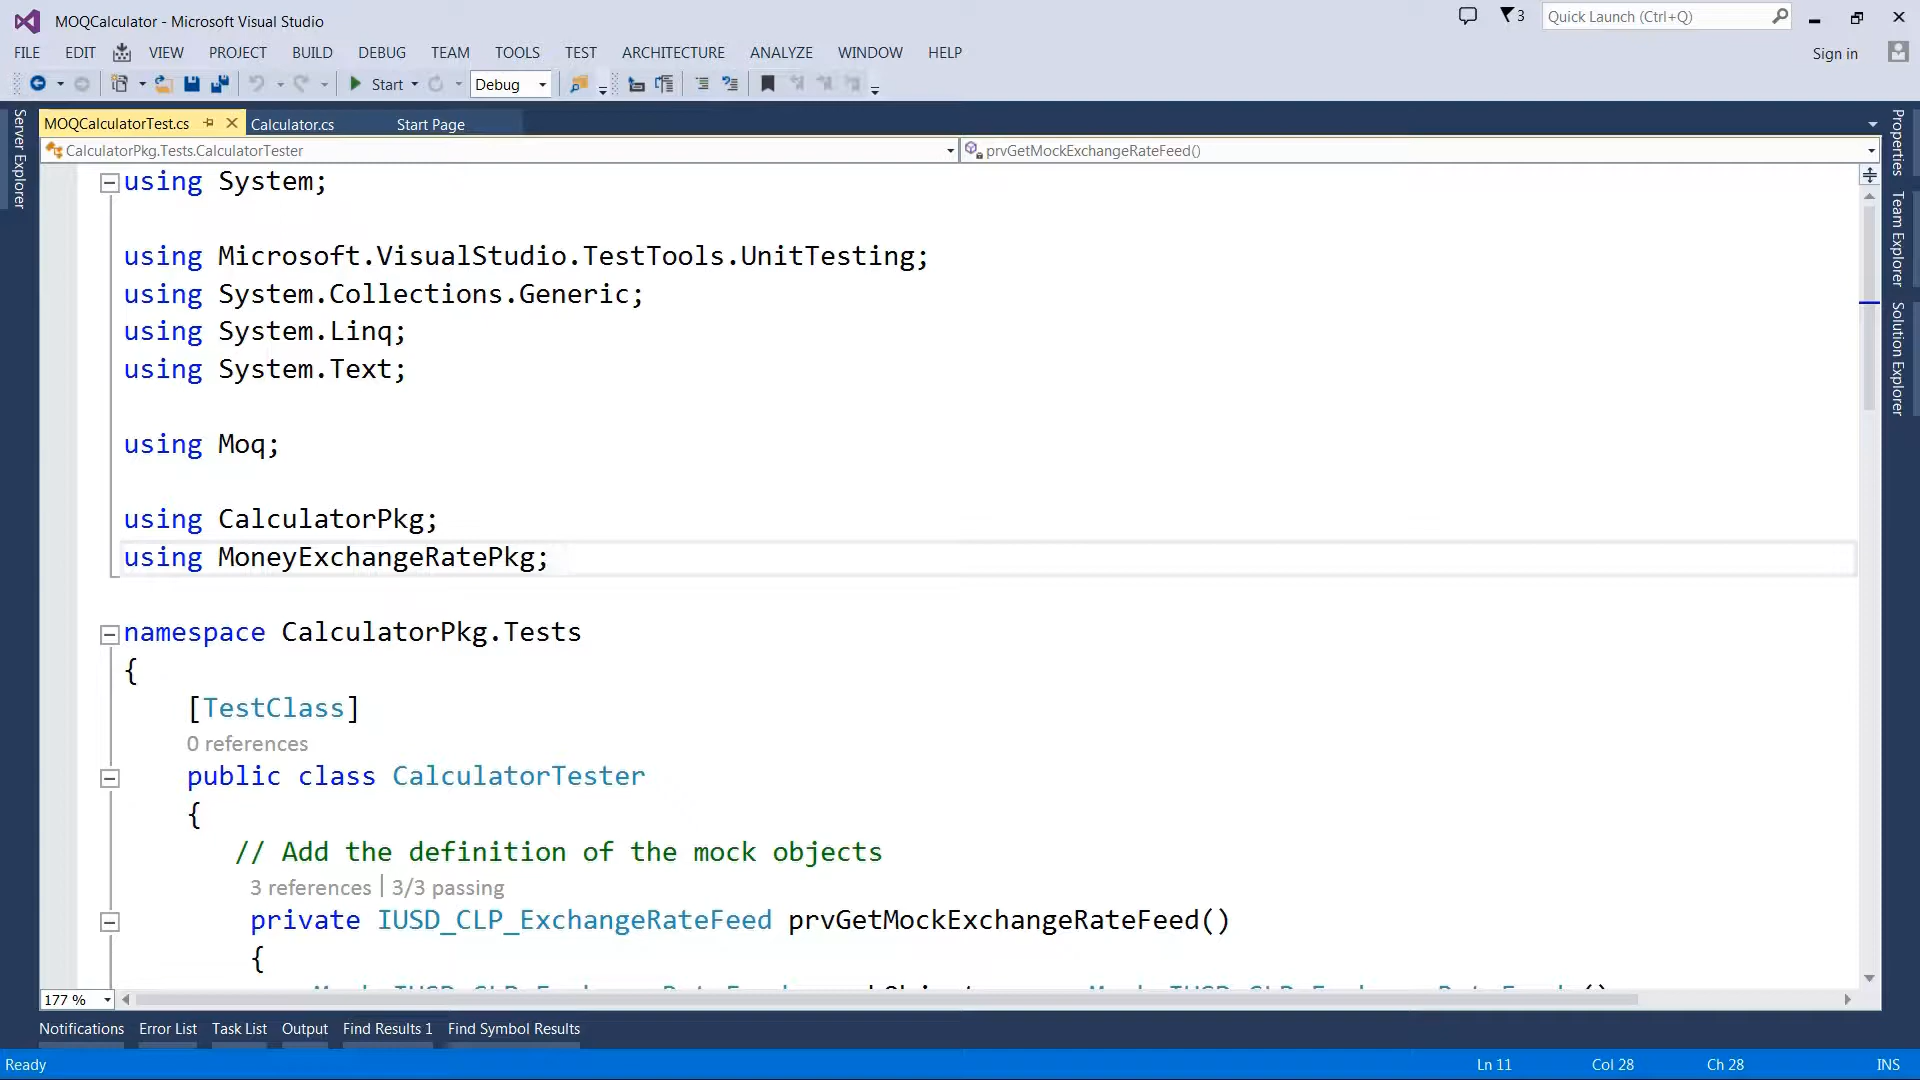 MOQCalculator - Microsoft Visual Studio
3
Quick Launch (Ctrl+Q)
FILE EDIT VIEW PROJECT BUILD DEBUG TEAM TOOLS TEST ARCHITECTURE ANALYZE WINDOW HELP
Sign in
Start Debug
MOQCalculatorTest.cs Calculator.cs Start Page
CalculatorPkg.Tests.CalculatorTester prvGetMockExchangeRateFeed()
Server Explorer
Properties
Team Explorer
Solution Explorer
using System;
using Microsoft.VisualStudio.TestTools.UnitTesting;
using System.Collections.Generic;
using System.Linq;
using System.Text;
using Moq;
using CalculatorPkg;
using MoneyExchangeRatePkg;
namespace CalculatorPkg.Tests
{
[TestClass]
0 references
public class CalculatorTester
{
// Add the definition of the mock objects
3 references | 3/3 passing
private IUSD_CLP_ExchangeRateFeed prvGetMockExchangeRateFeed()
{
177 %
Notifications Error List Task List Output Find Results 1 Find Symbol Results
Ready Ln 11 Col 28 Ch 28 INS